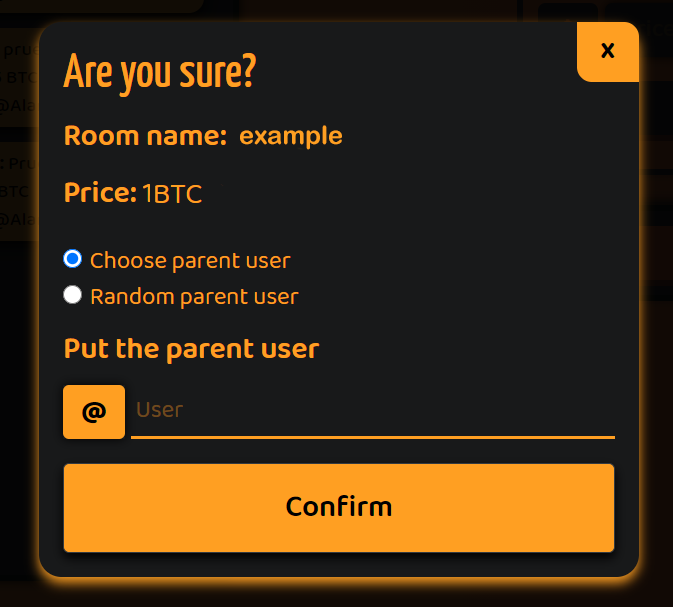 Are you sure?
x
Room name: example
Price: 1BTC
Choose parent user
Random parent user
Put the parent user
@ User
Confirm